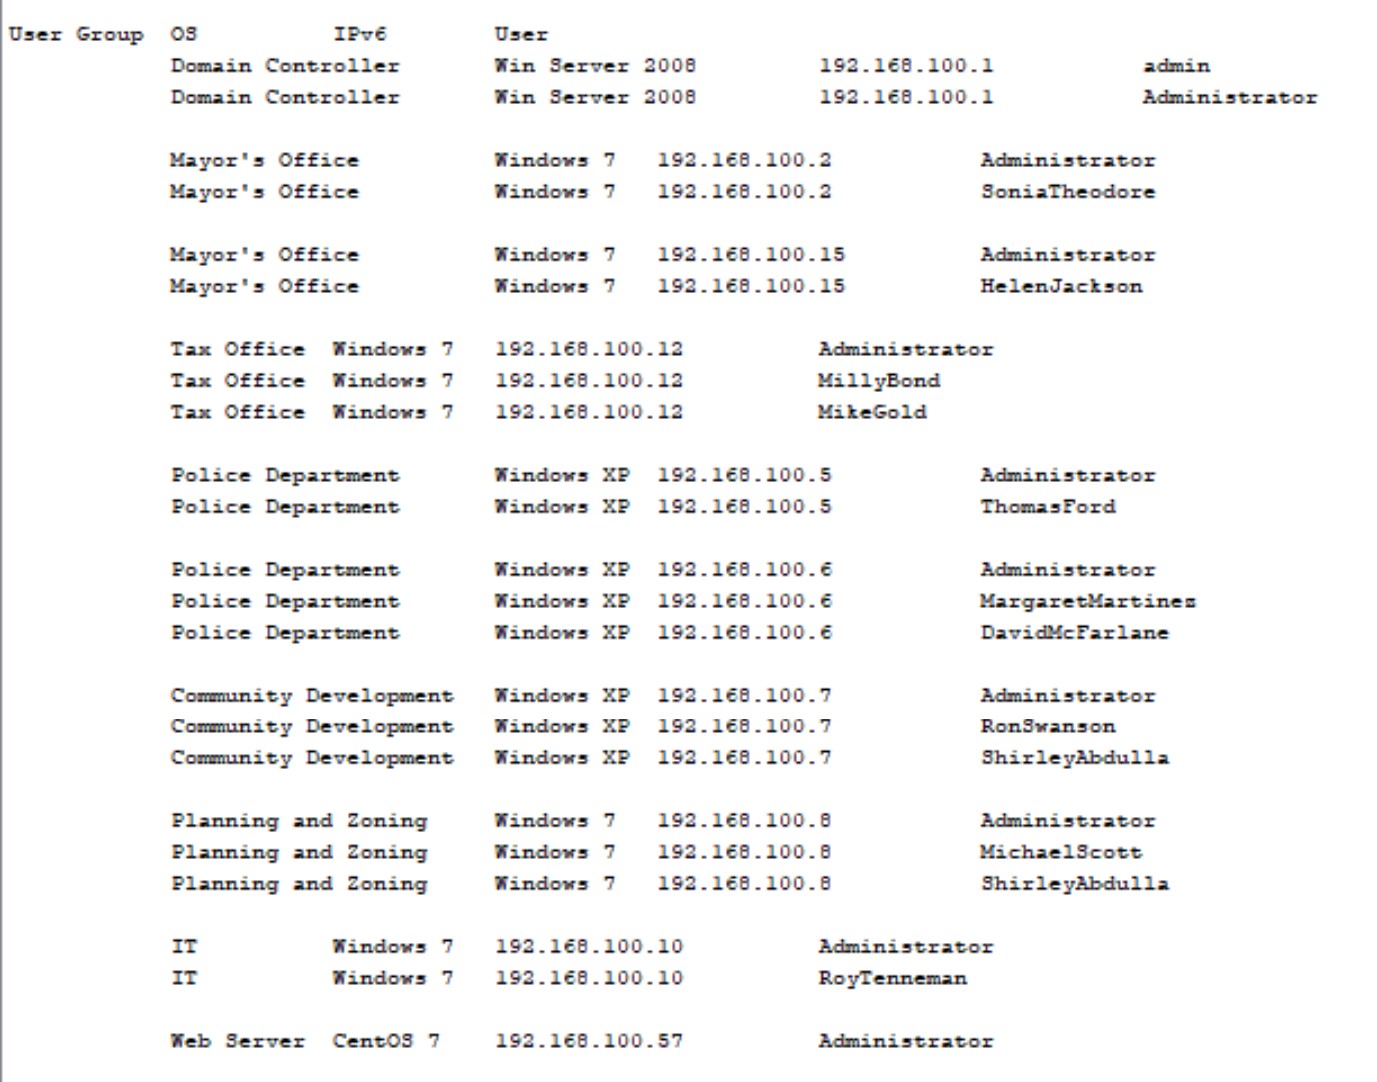 User Group OS IPv6 User
Domain Controller Win Server 2008 192.168.100.1 admin
Domain Controller Win Server 2008 192.168.100.1 Administrator
Mayor's Office Windows 7 192.168.100.2 Administrator
Mayor's Office Windows 7 192.168.100.2 SoniaTheodore
Mayor's Office Windows 7 192.168.100.15 Administrator
Mayor's Office Windows 7 192.168.100.15 HelenJackson
Tax Office Windows 7 192.168.100.12 Administrator
Tax Office Windows 7 192.168.100.12 MillyBond
Tax Office Windows 7 192.168.100.12 MikeGold
Police Department Windows XP 192.168.100.5 Administrator
Police Department Windows XP 192.168.100.5 ThomasFord
Police Department Windows XP 192.168.100.6 Administrator
Police Department Windows XP 192.168.100.6 MargaretMartinez
Police Department Windows XP 192.168.100.6 DavidMcFarlane
Community Development Windows XP 192.168.100.7 Administrator
Community Development Windows XP 192.168.100.7 RonSwanson
Community Development Windows XP 192.168.100.7 ShirleyAbdulla
Planning and Zoning Windows 7 192.168.100.8 Administrator
Planning and Zoning Windows 7 192.168.100.8 MichaelScott
Planning and Zoning Windows 7 192.168.100.8 ShirleyAbdulla
IT Windows 7 192.168.100.10 Administrator
IT Windows 7 192.168.100.10 RoyTenneman
Web Server CentOS 7 192.168.100.57 Administrator